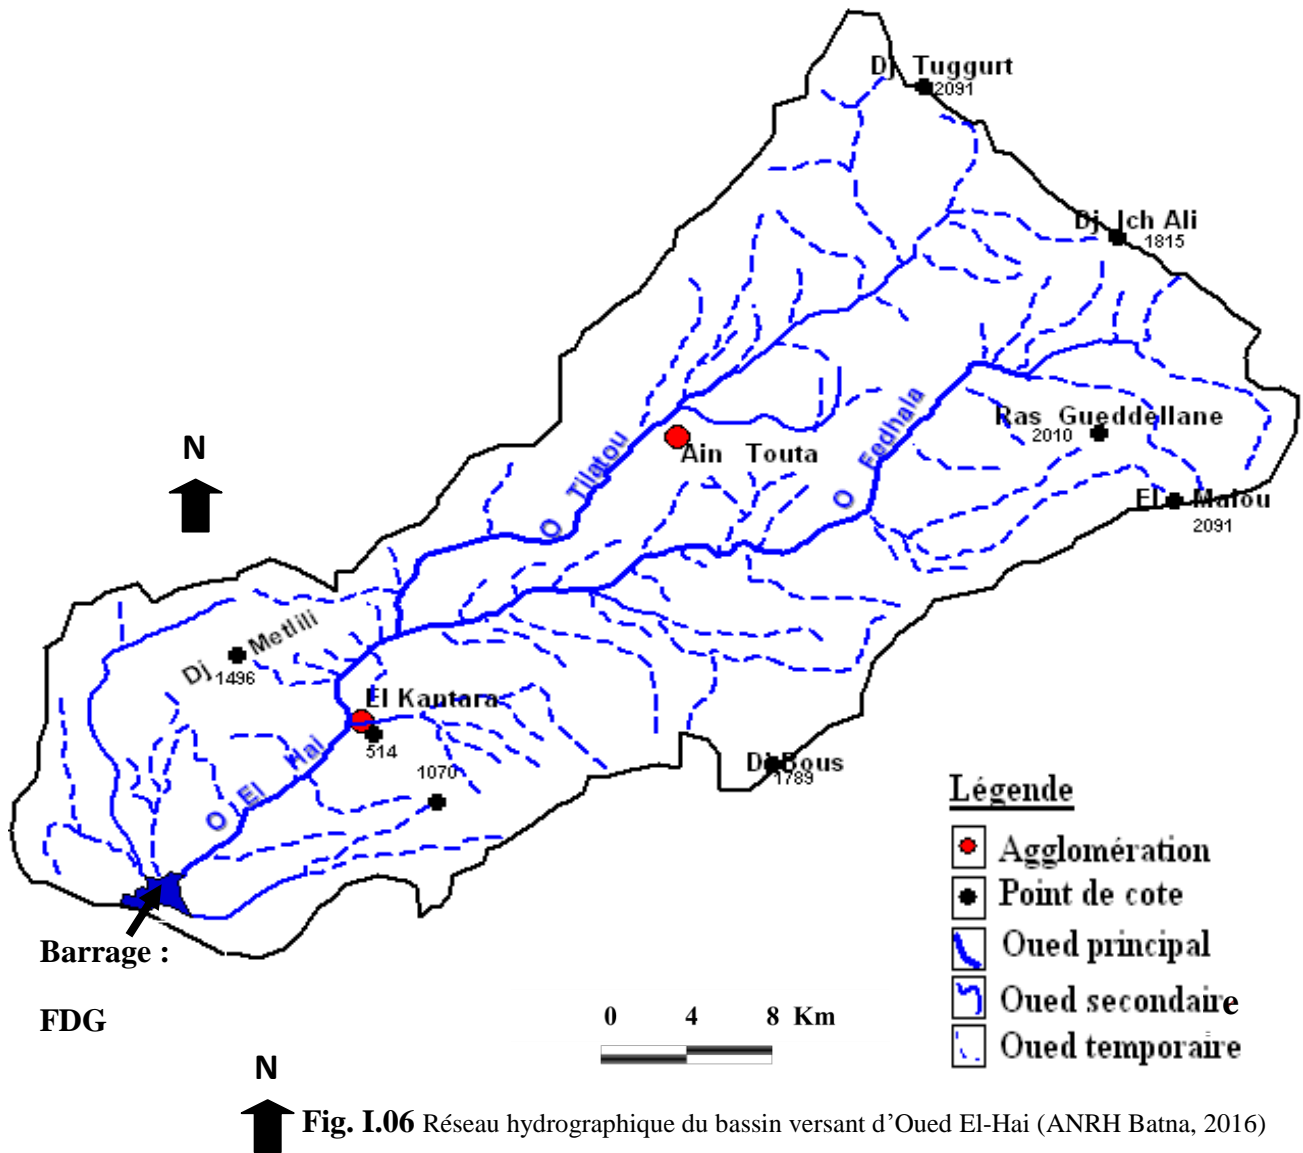 Dj Tuggurt
2091
Dj. Ich Ali
1815
Ras Gueddellane
2010
O Fedhala
O Tilatou
Ain Touta
El Malou
2091
N
Dj Metlili
1496
El Kantara
514
O El Hai
1070
Dj Bous
1789
Barrage :
FDG
Légende
Agglomération
Point de cote
Oued principal
Oued secondaire
Oued temporaire
0 4 8 Km
N
Fig. I.06 Réseau hydrographique du bassin versant d'Oued El-Hai (ANRH Batna, 2016)